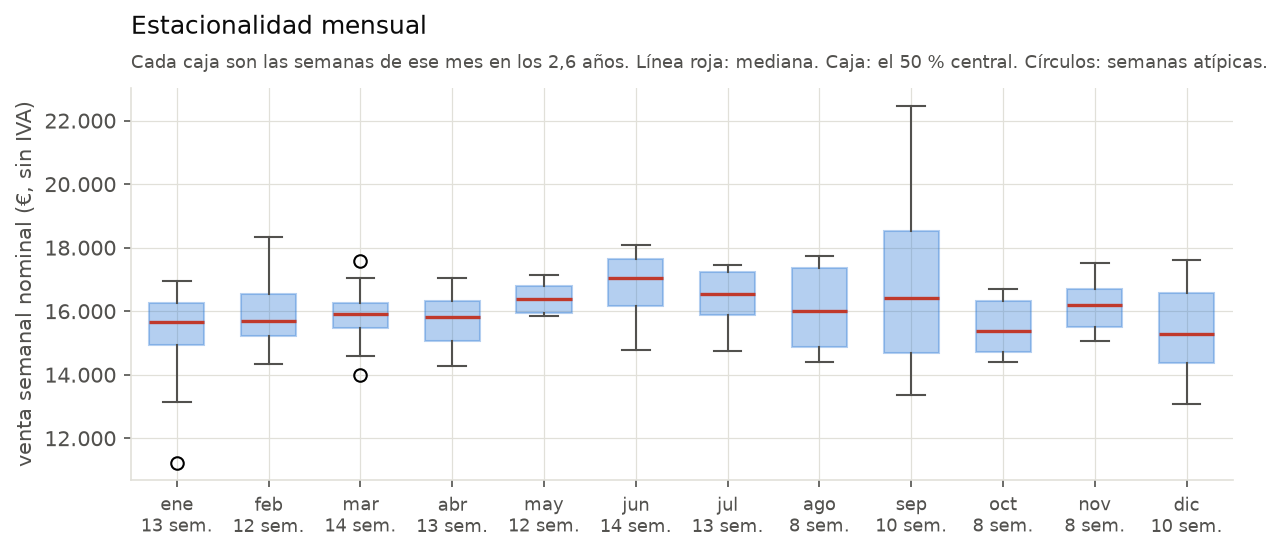 Estacionalidad mensual
Cada caja son las semanas de ese mes en los 2,6 años. Línea roja: mediana. Caja: el 50 % central. Círculos: semanas atípicas.
venta semanal nominal (€, sin IVA)
22.000
20.000
18.000
16.000
14.000
12.000
ene feb mar abr may jun jul ago sep oct nov dic
13 sem. 12 sem. 14 sem. 13 sem. 12 sem. 14 sem. 13 sem. 8 sem. 10 sem. 8 sem. 8 sem. 10 sem.